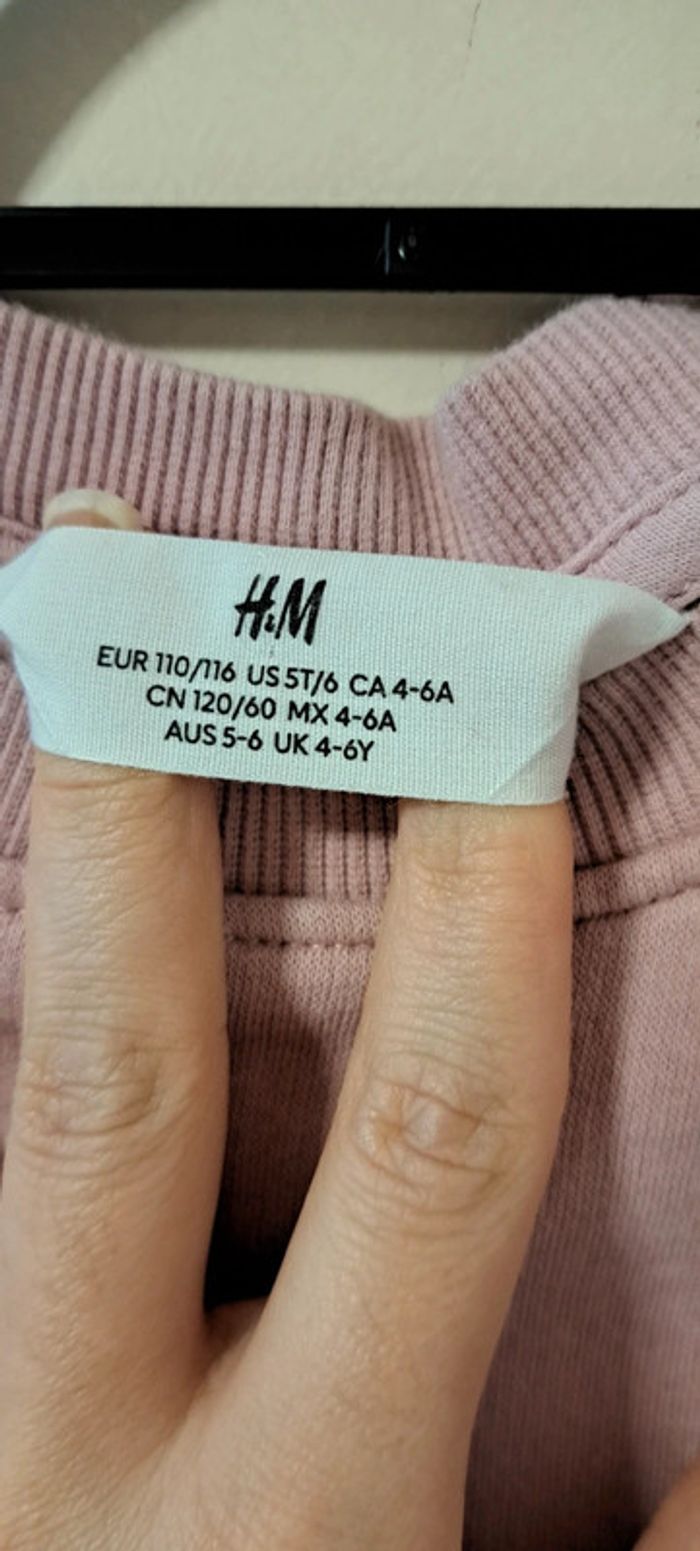 H&M
EUR 110/116 US 5T/6 CA 4-6A
CN 120/60 MX 4-6A
AUS 5-6 UK 4-6Y